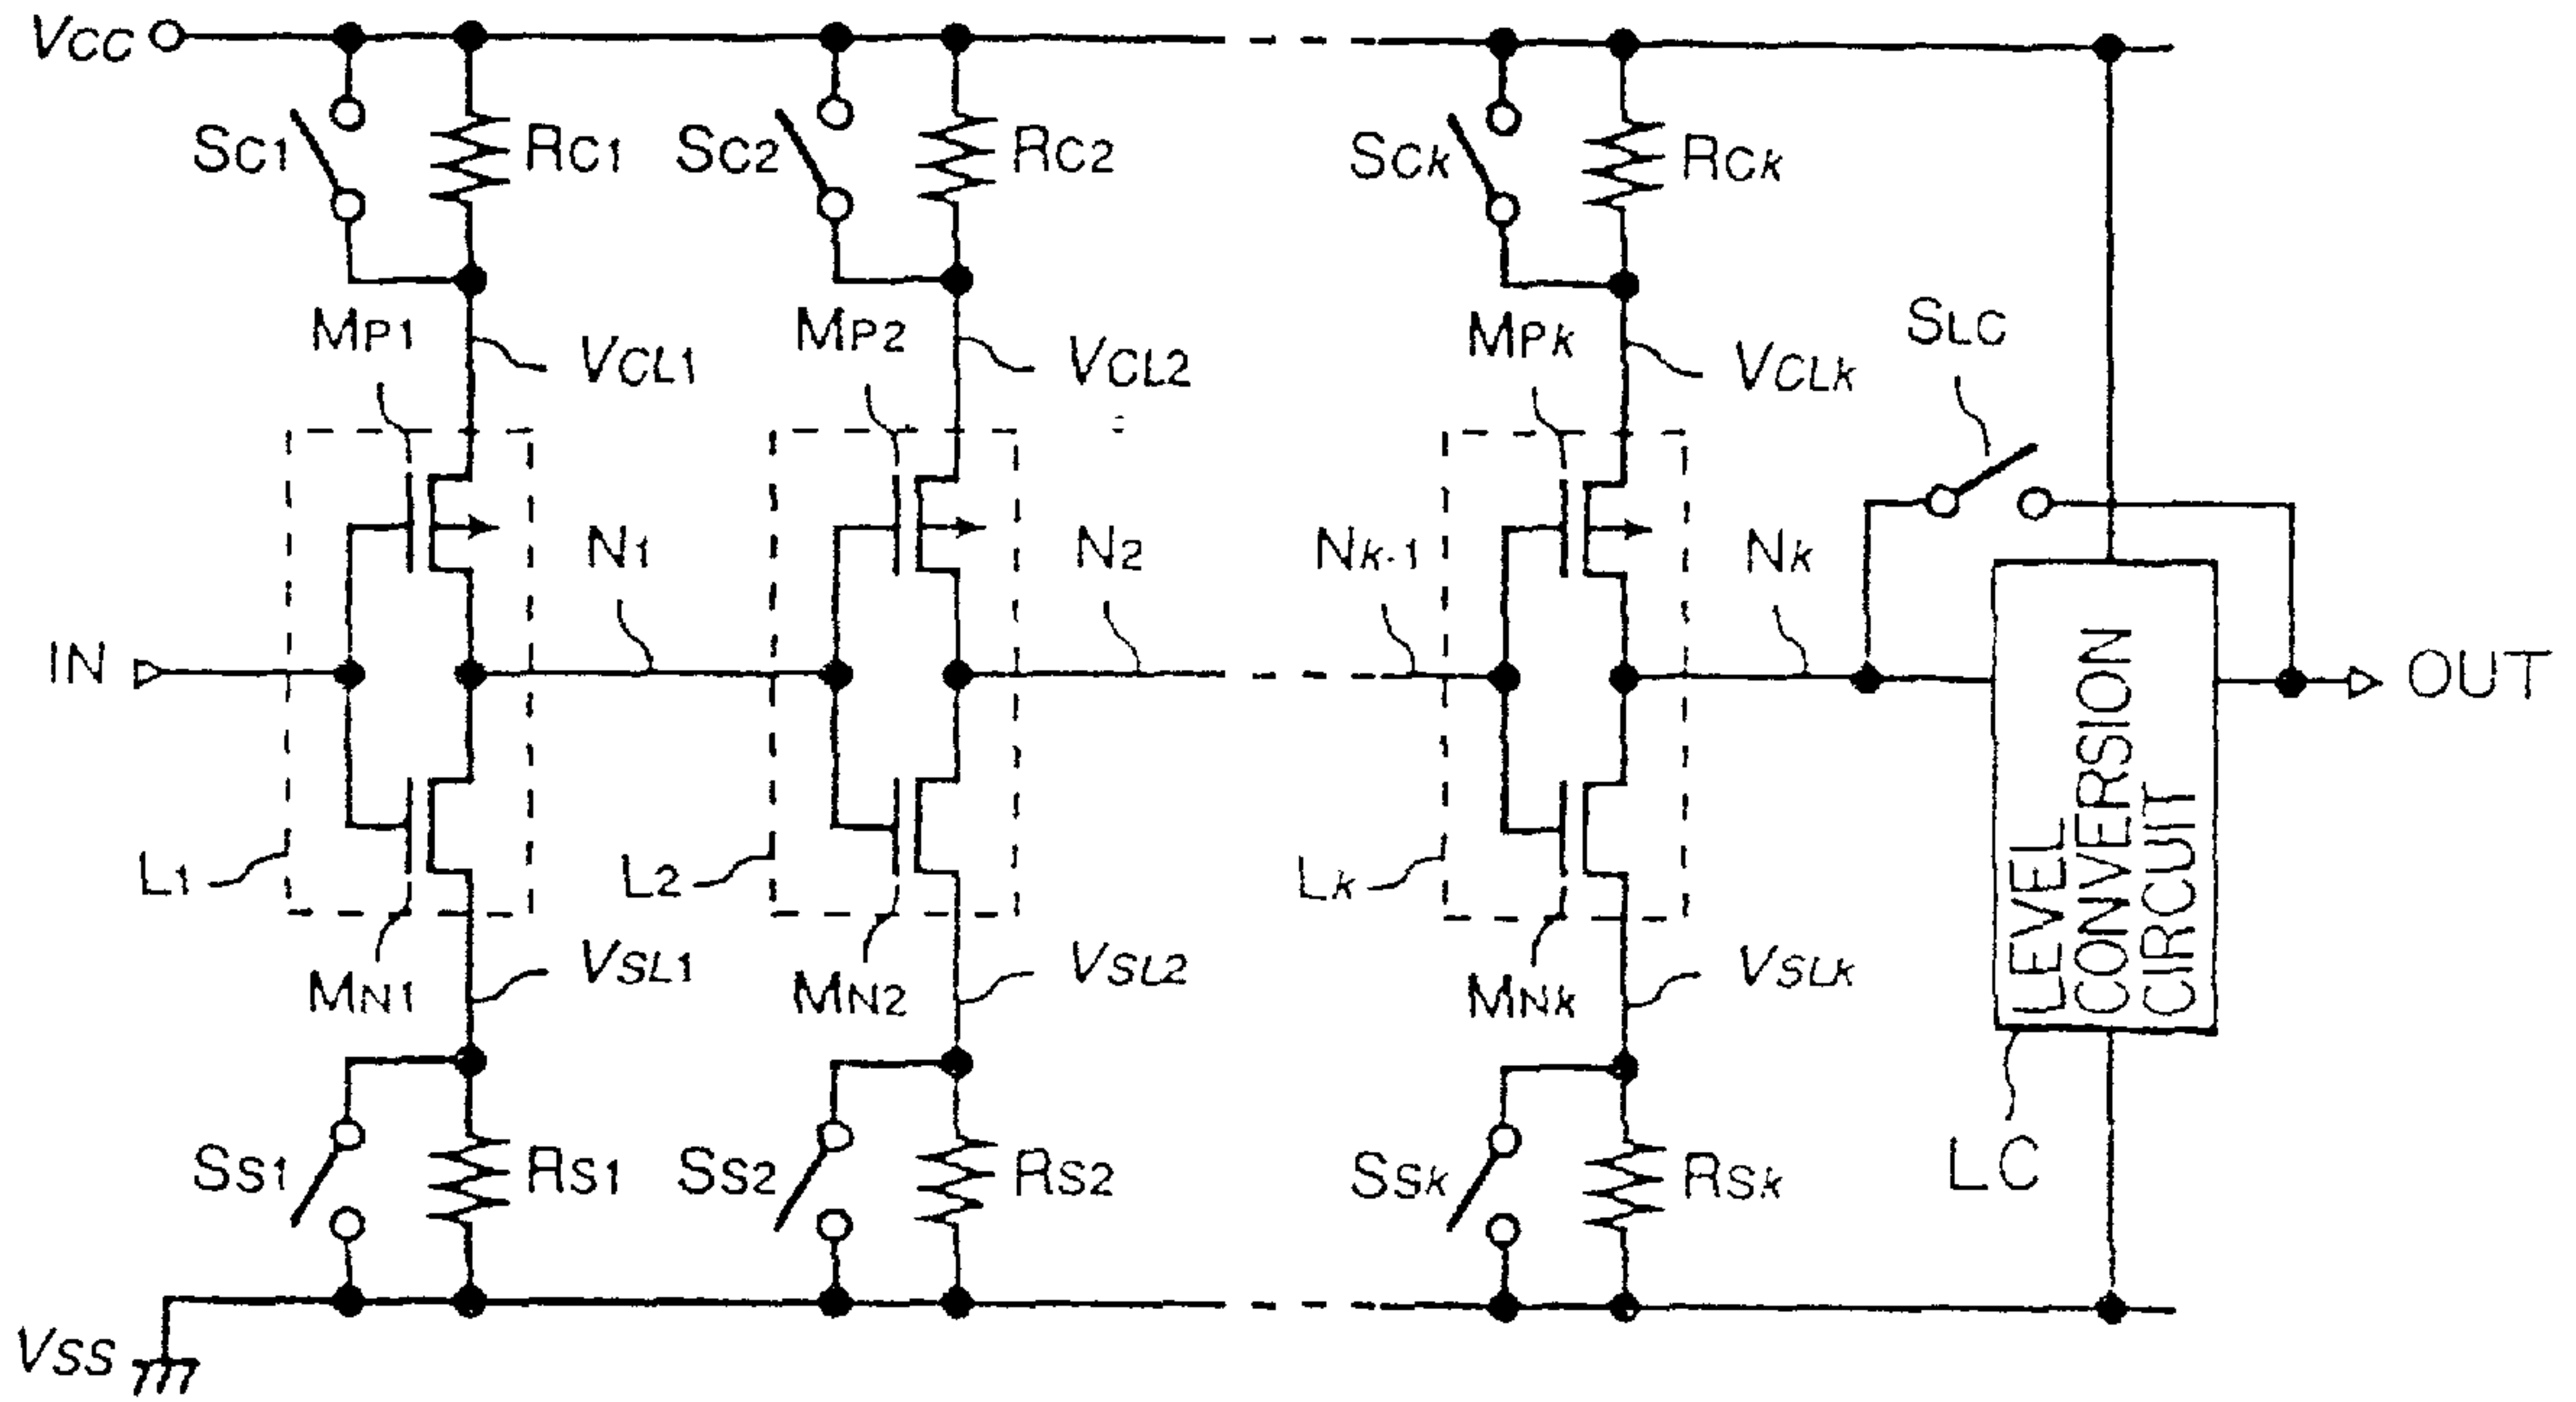 VCC
SC1
RC1
SC2
RC2
SCk
RCk
MP1
VCL1
MP2
VCL2
MPk
VCLk
SLC
N1
N2
Nk-1
Nk
IN
OUT
LEVEL
CONVERSION
CIRCUIT
L1
L2
Lk
MN1
VSL1
MN2
VSL2
MNk
VSLk
LC
SS1
RS1
SS2
RS2
SSk
RSk
VSS